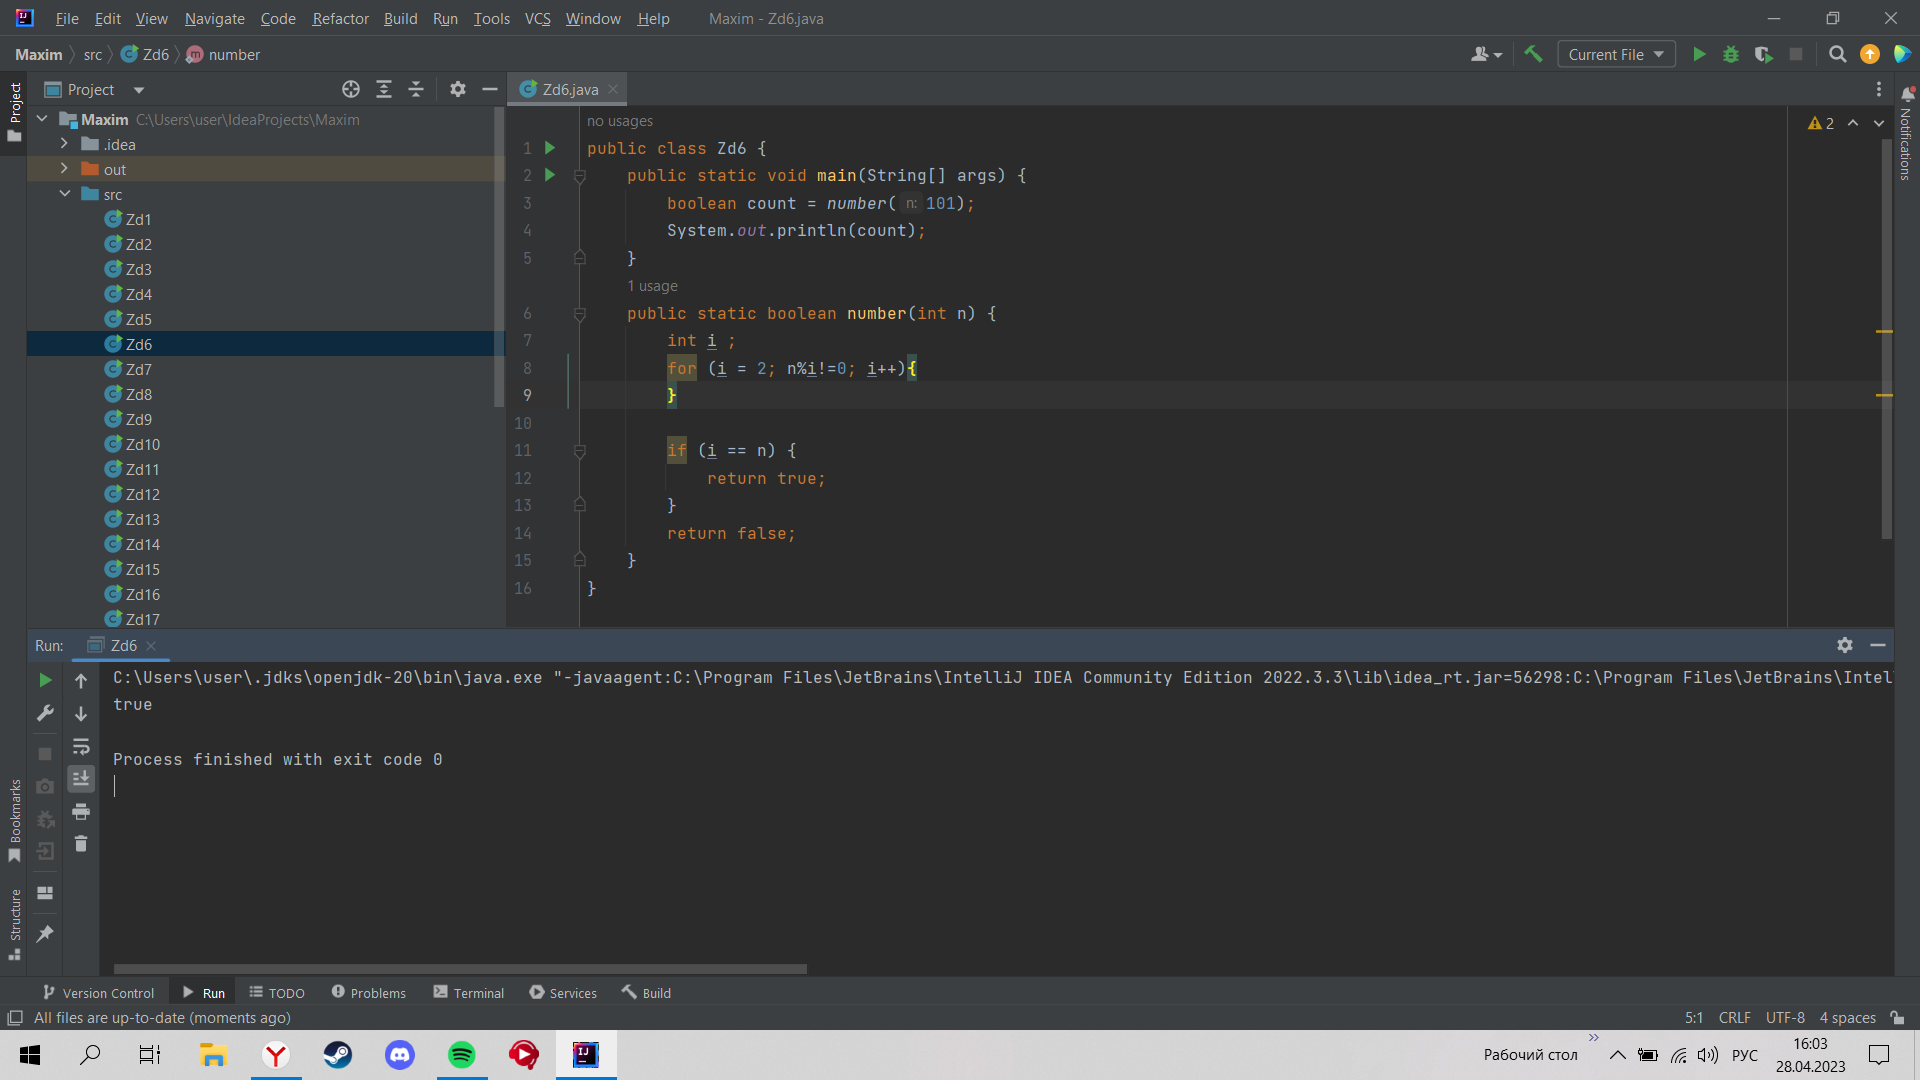 File Edit View Navigate Code Refactor Build Run Tools VCS Window Help Maxim - Zd6.java
Maxim src Zd6 number Current File
Project
Project
Zd6.java
Notifications
Maxim C:\Users\user\IdeaProjects\Maxim
.idea
out
src
Zd1
Zd2
Zd3
Zd4
Zd5
Zd6
Zd7
Zd8
Zd9
Zd10
Zd11
Zd12
Zd13
Zd14
Zd15
Zd16
Zd17
no usages
2
1 public class Zd6 {
2 public static void main(String[] args) {
3 boolean count = number( n: 101);
4 System.out.println(count);
5 }
1 usage
6 public static boolean number(int n) {
7 int i ;
8 for (i = 2; n%i!=0; i++){
9 }
10
11 if (i == n) {
12 return true;
13 }
14 return false;
15 }
16 }
Run: Zd6
C:\Users\user\.jdks\openjdk-20\bin\java.exe "-javaagent:C:\Program Files\JetBrains\IntelliJ IDEA Community Edition 2022.3.3\lib\idea_rt.jar=56298:C:\Program Files\JetBrains\Intel
true
Process finished with exit code 0
Bookmarks
Structure
Version Control Run TODO Problems Terminal Services Build
All files are up-to-date (moments ago) 5:1 CRLF UTF-8 4 spaces
Рабочий стол РУС 16:03
28.04.2023